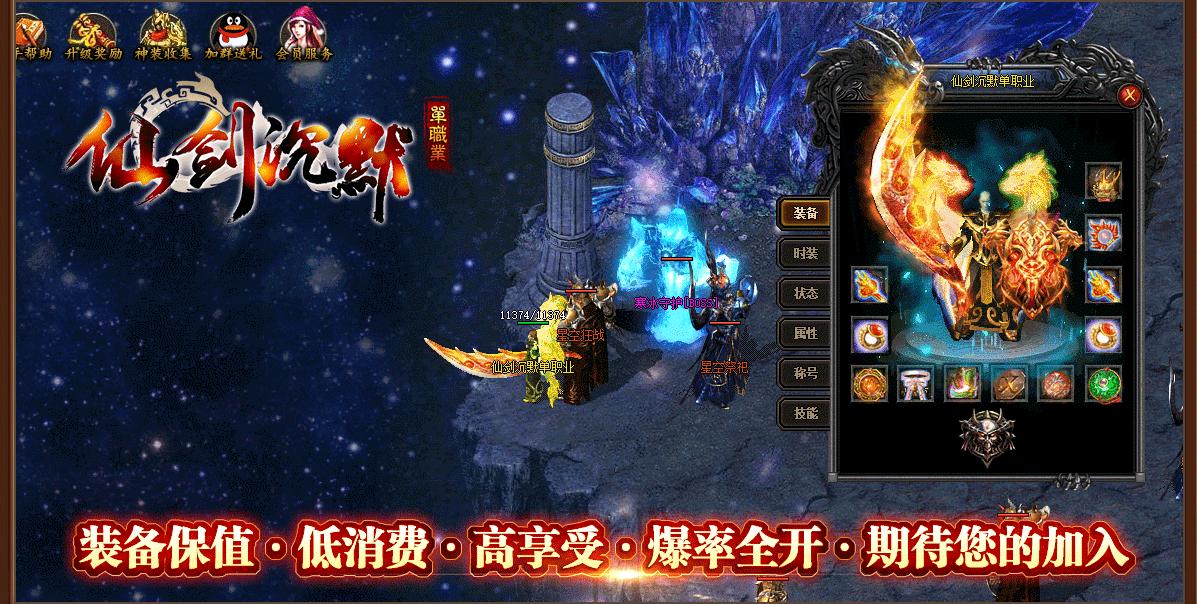 手帮助 升级奖励 神装收集 加群送礼 会员服务
仙剑沉默
單職業
仙剑沉默单职业
装备
时装
状态
属性
称号
技能
寒冰守护[BOSS]
11374/11374
星空狂战
仙剑沉默单职业
星空祭祀
装备保值·低消费·高享受·爆率全开·期待您的加入